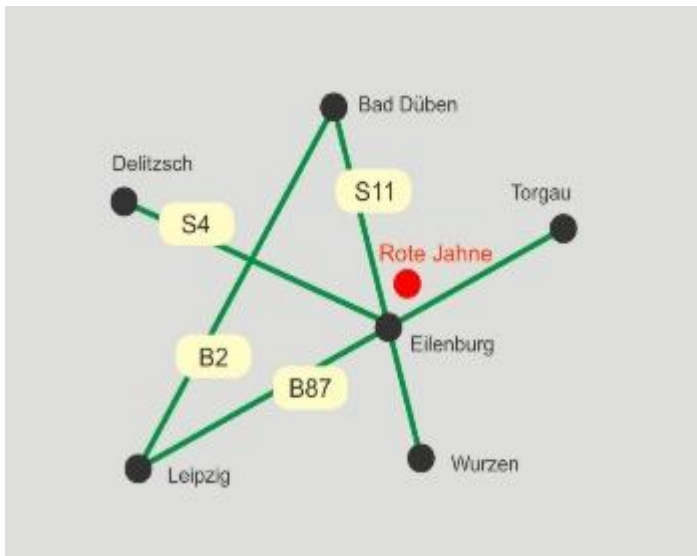 Bad Düben
Delitzsch
S11
Torgau
S4
Rote Jahne
Eilenburg
B2
B87
Wurzen
Leipzig